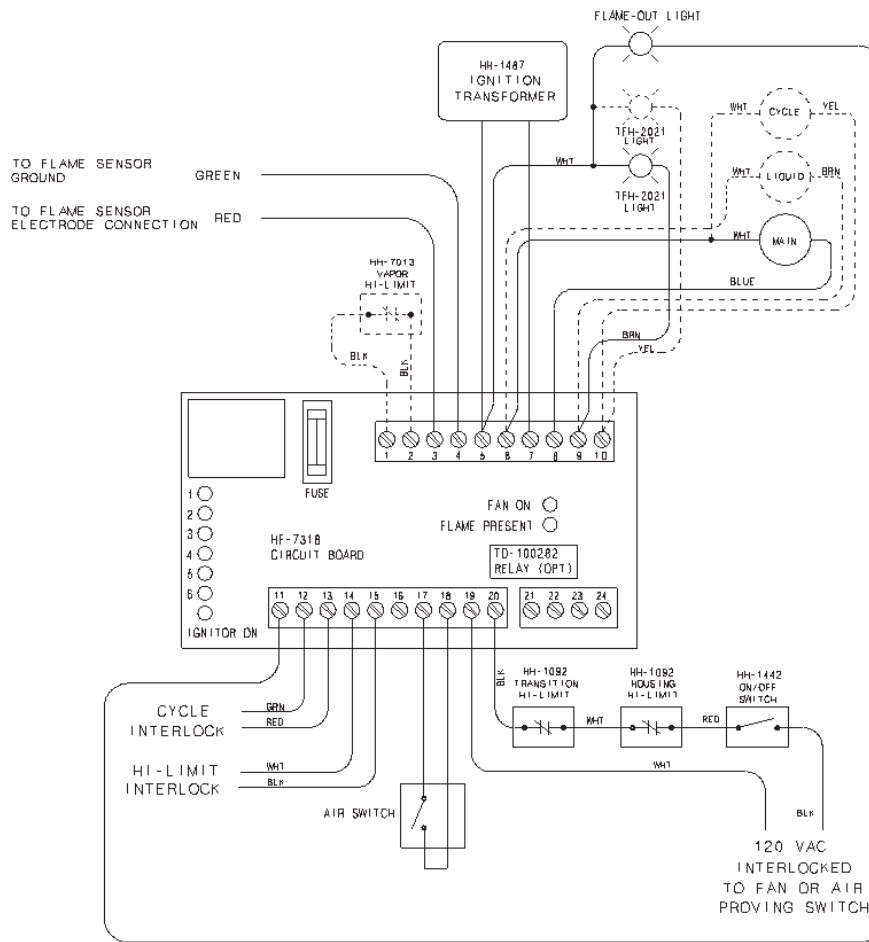 FLAME-OUT LIGHT
HH-1487
IGNITION
TRANSFORMER
WHT
CYCLE
YEL
TFH-2021
LIGHT
WHT
TO FLAME SENSOR
GROUND
GREEN
WHT
LIQUID
BRN
TFH-2021
LIGHT
TO FLAME SENSOR
ELECTRODE CONNECTION
RED
WHT
MAIN
HH-7013
VAPOR
HI-LIMIT
BLUE
BRN
BLK
BLK
YEL
1 2 3 4 5 6 7 8 9 10
FUSE
1
2
3
4
5
6
IGNITOR ON
FAN ON
FLAME PRESENT
HF-7318
CIRCUIT BOARD
TD-100282
RELAY (OPT)
11 12 13 14 15 16 17 18 19 20
21 22 23 24
BLK
HH-1092
TRANSITION
HI-LIMIT
HH-1092
HOUSING
HI-LIMIT
HH-1442
ON/OFF
SWITCH
WHT
RED
CYCLE
INTERLOCK
GRN
RED
HI-LIMIT
INTERLOCK
WHT
BLK
WHT
AIR SWITCH
BLK
120 VAC
INTERLOCKED
TO FAN OR AIR
PROVING SWITCH